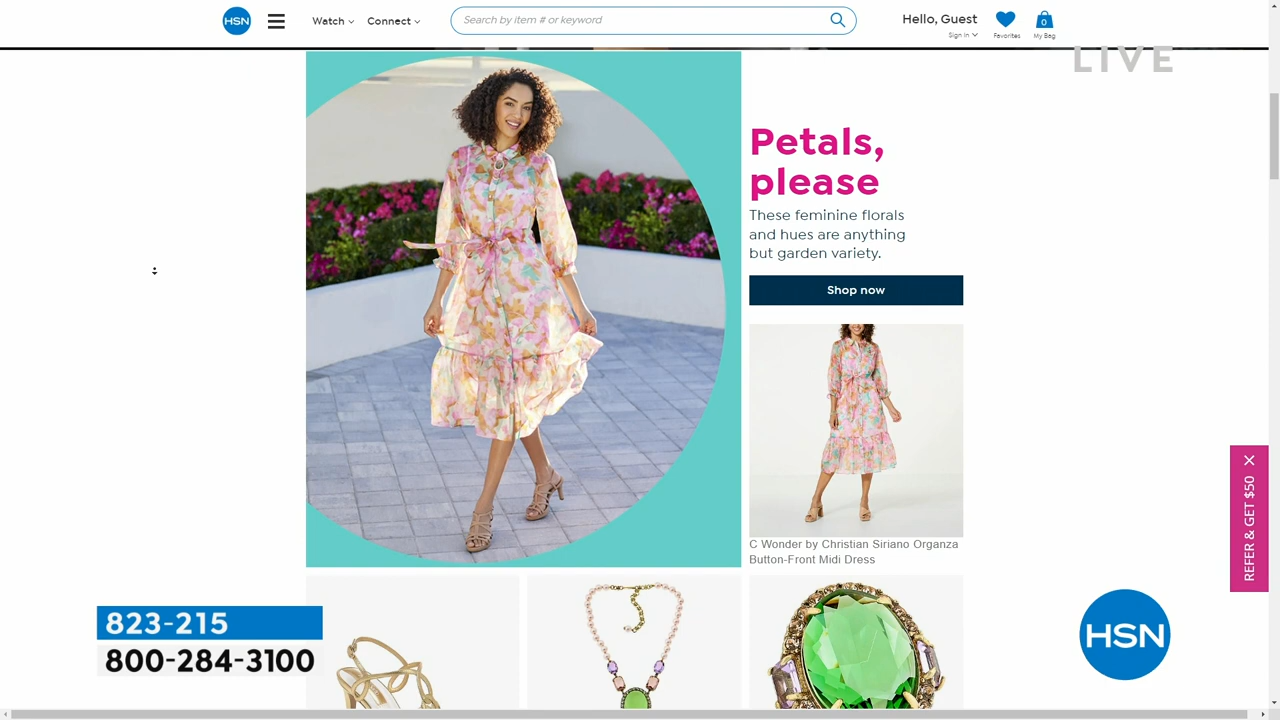 HSN
Watch
Connect
Search by item # or keyword
Hello, Guest
Sign In
Favorites
0
My Bag
LIVE
Petals,
please
These feminine florals
and hues are anything
but garden variety.
Shop now
C Wonder by Christian Siriano Organza
Button-Front Midi Dress
REFER & GET $50
823-215
800-284-3100
HSN